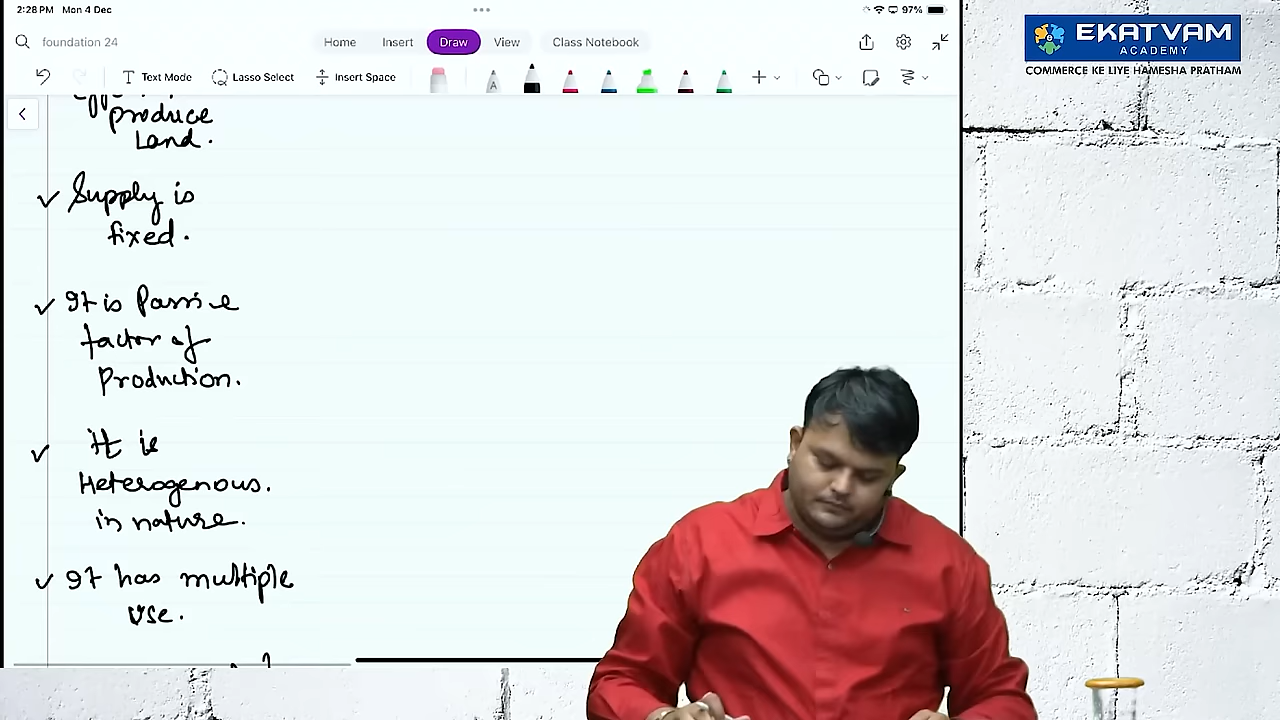 2:28 PM Mon 4 Dec
97%
foundation 24
Home Insert Draw View Class Notebook
Text Mode Lasso Select Insert Space
EKATVAM
ACADEMY
COMMERCE KE LIYE HAMESHA PRATHAM
produce
Land.
Supply is
fixed.
It is Passive
factor of
Production.
it is
Heterogenous.
in nature.
It has multiple
use.